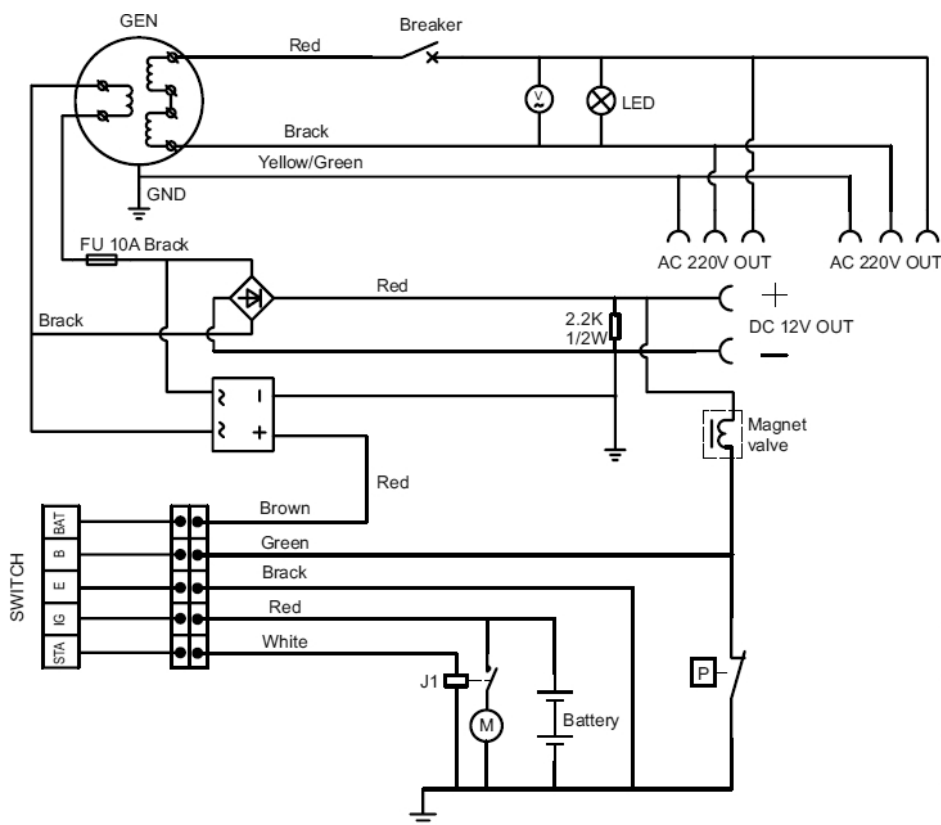 GEN
Breaker
Red
V
~
LED
Brack
Yellow/Green
GND
FU 10A Brack
AC 220V OUT
AC 220V OUT
Red
+
DC 12V OUT
2.2K
1/2W
Brack
−
~ −
~ +
Magnet
valve
Red
SWITCH
BAT
Brown
B
Green
E
Brack
IG
Red
STA
White
J1
P
M
Battery